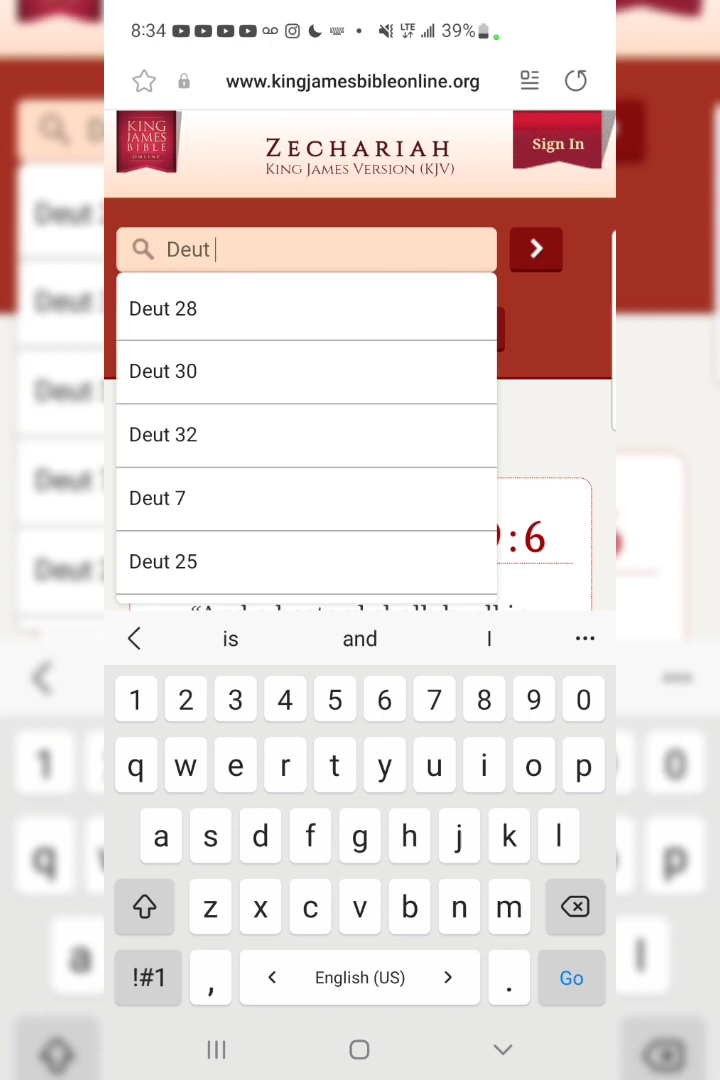 8:34 LTE 39%
www.kingjamesbibleonline.org
KING
JAMES
BIBLE
ONLINE
ZECHARIAH
KING JAMES VERSION (KJV)
Sign In
Deut
Deut 28
Deut 30
Deut 32
Deut 7
Deut 25
:6
is and I ...
1 2 3 4 5 6 7 8 9 0
q w e r t y u i o p
a s d f g h j k l
z x c v b n m
!#1 , < English (US) > . Go